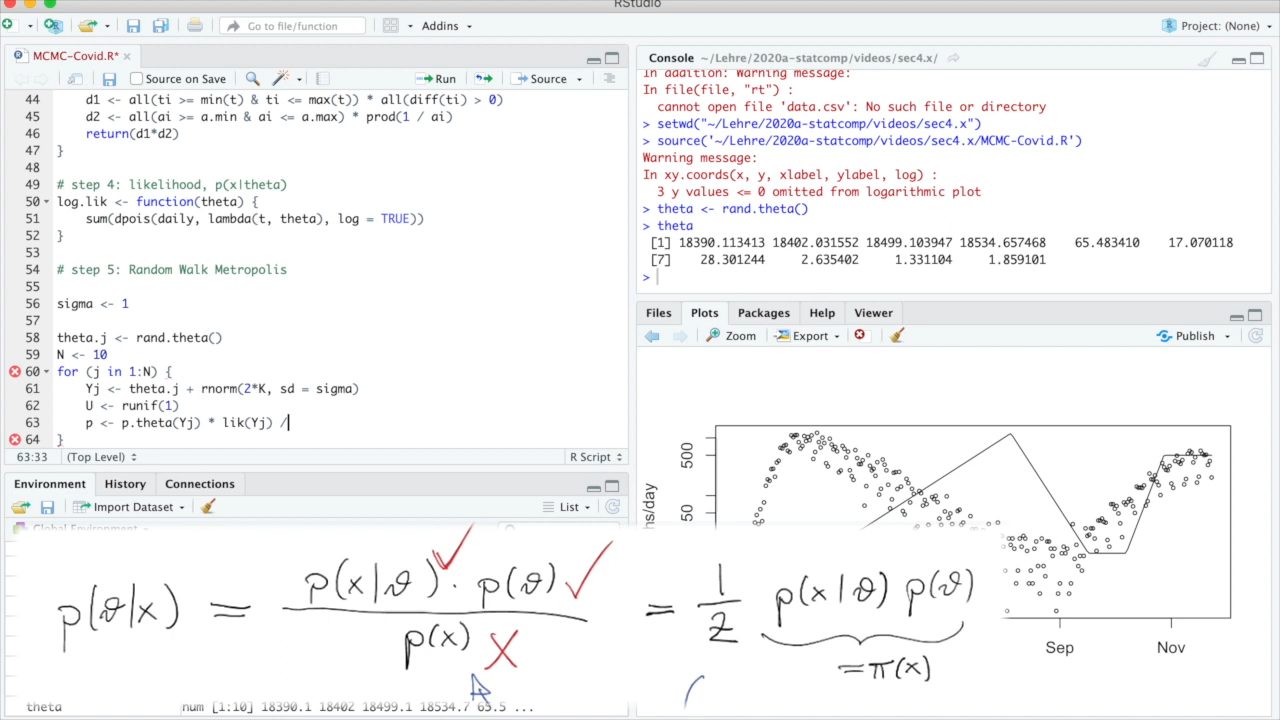 RStudio
Go to file/function
Addins
Project: (None)
MCMC-Covid.R*
Source on Save
Run
Source
44 d1 <- all(ti >= min(t) & ti <= max(t)) * all(diff(ti) > 0)
45 d2 <- all(ai >= a.min & ai <= a.max) * prod(1 / ai)
46 return(d1*d2)
47 }
48
49 # step 4: likelihood, p(x|theta)
50 log.lik <- function(theta) {
51 sum(dpois(daily, lambda(t, theta), log = TRUE))
52 }
53
54 # step 5: Random Walk Metropolis
55
56 sigma <- 1
57
58 theta.j <- rand.theta()
59 N <- 10
60 for (j in 1:N) {
61 Yj <- theta.j + rnorm(2*K, sd = sigma)
62 U <- runif(1)
63 p <- p.theta(Yj) * lik(Yj) /
64 }
63:33 (Top Level) R Script
Console ~/Lehre/2020a-statcomp/videos/sec4.x/
In addition: Warning message:
In file(file, "rt") :
cannot open file 'data.csv': No such file or directory
> setwd("~/Lehre/2020a-statcomp/videos/sec4.x")
> source('~/Lehre/2020a-statcomp/videos/sec4.x/MCMC-Covid.R')
Warning message:
In xy.coords(x, y, xlabel, ylabel, log) :
3 y values <= 0 omitted from logarithmic plot
> theta <- rand.theta()
> theta
[1] 18390.113413 18402.031552 18499.103947 18534.657468 65.483410 17.070118
[7] 28.301244 2.635402 1.331104 1.859101
>
Environment History Connections
Import Dataset
List
Global Environment
Files Plots Packages Help Viewer
Zoom
Export
Publish
500
50
hs/day
Sep Nov
p(ϑ|x) = p(x|ϑ) · p(ϑ) / p(x) = 1/Z p(x|ϑ) p(ϑ)
= π(x)
theta num [1:10] 18390.1 18402 18499.1 18534.7 65.5 ...